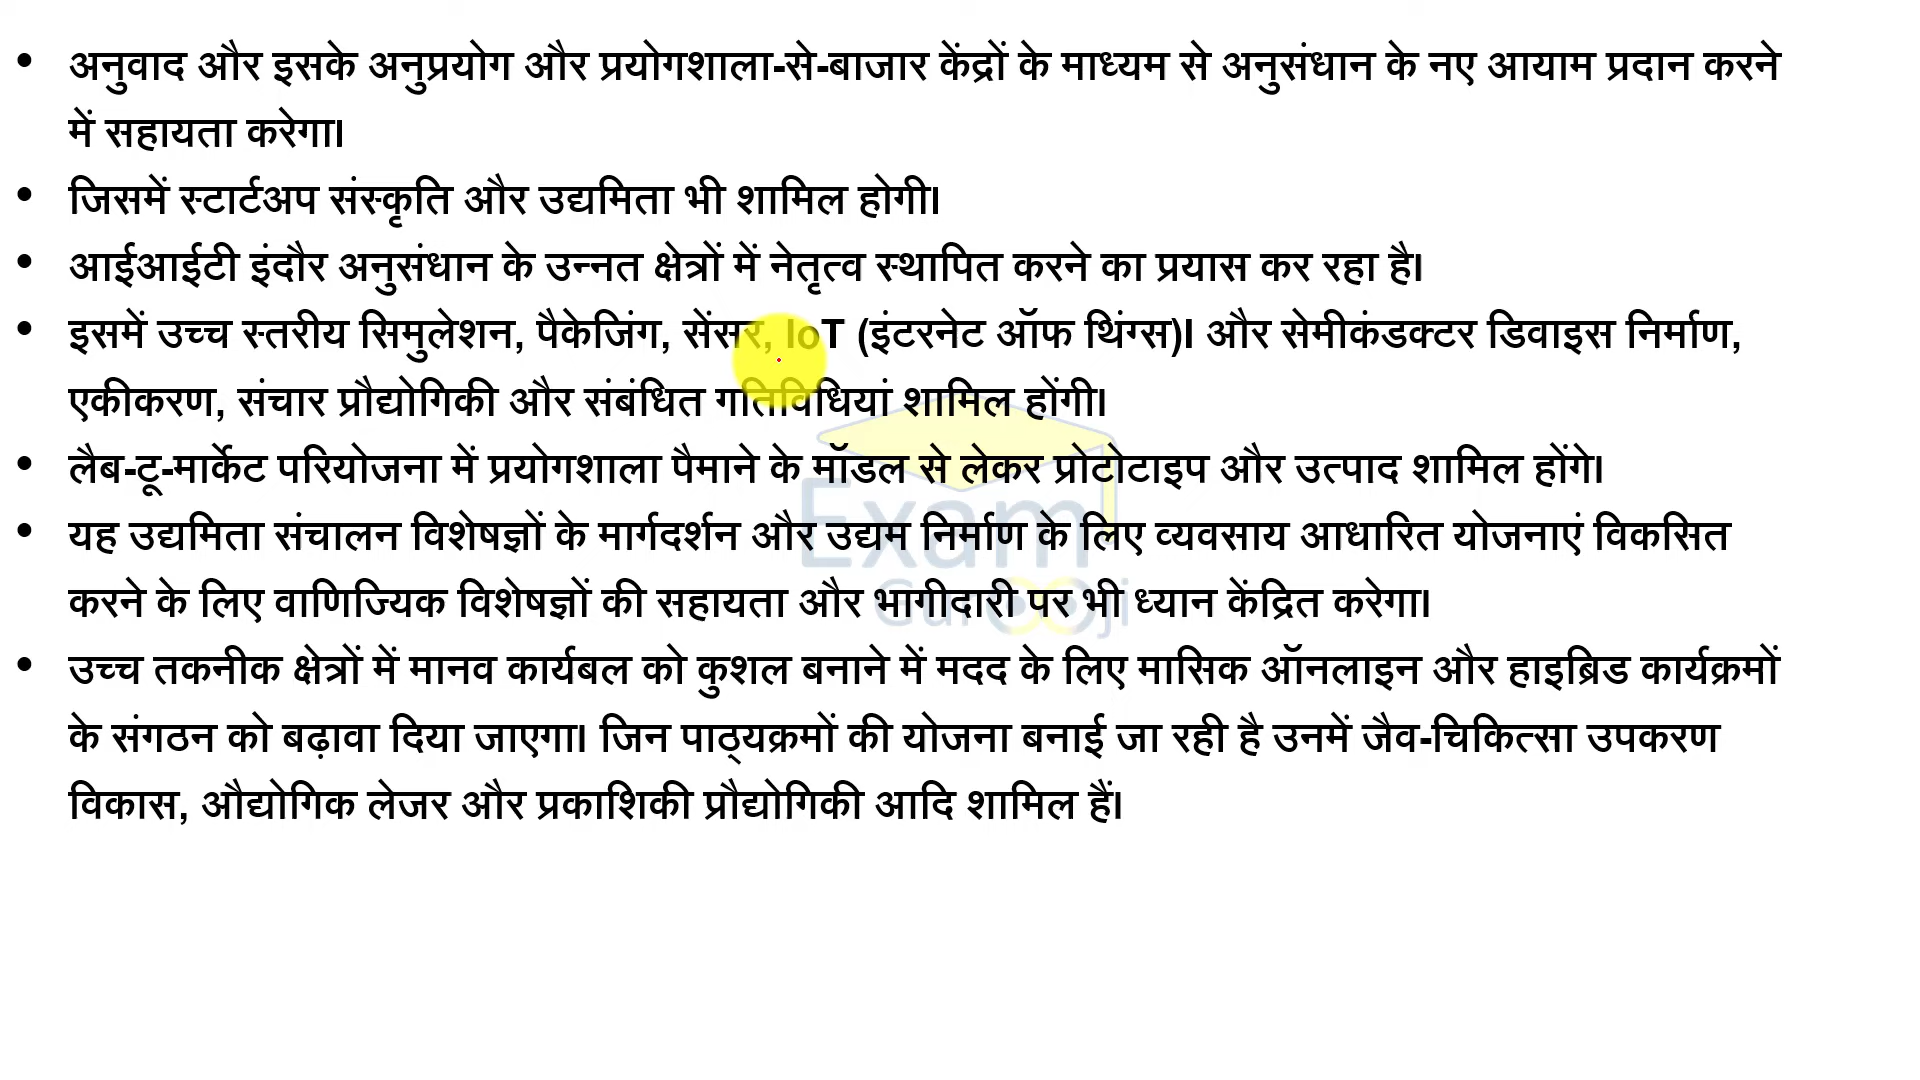 • अनुवाद और इसके अनुप्रयोग और प्रयोगशाला-से-बाजार केंद्रों के माध्यम से अनुसंधान के नए आयाम प्रदान करने
में सहायता करेगा।
• जिसमें स्टार्टअप संस्कृति और उद्यमिता भी शामिल होगी।
• आईआईटी इंदौर अनुसंधान के उन्नत क्षेत्रों में नेतृत्व स्थापित करने का प्रयास कर रहा है।
• इसमें उच्च स्तरीय सिमुलेशन, पैकेजिंग, सेंसर, IoT (इंटरनेट ऑफ थिंग्स)। और सेमीकंडक्टर डिवाइस निर्माण,
एकीकरण, संचार प्रौद्योगिकी और संबंधित गतिविधियां शामिल होंगी।
• लैब-टू-मार्केट परियोजना में प्रयोगशाला पैमाने के मॉडल से लेकर प्रोटोटाइप और उत्पाद शामिल होंगे।
• यह उद्यमिता संचालन विशेषज्ञों के मार्गदर्शन और उद्यम निर्माण के लिए व्यवसाय आधारित योजनाएं विकसित
करने के लिए वाणिज्यिक विशेषज्ञों की सहायता और भागीदारी पर भी ध्यान केंद्रित करेगा।
• उच्च तकनीक क्षेत्रों में मानव कार्यबल को कुशल बनाने में मदद के लिए मासिक ऑनलाइन और हाइब्रिड कार्यक्रमों
के संगठन को बढ़ावा दिया जाएगा। जिन पाठ्यक्रमों की योजना बनाई जा रही है उनमें जैव-चिकित्सा उपकरण
विकास, औद्योगिक लेजर और प्रकाशिकी प्रौद्योगिकी आदि शामिल हैं।
Exam
Gurooji